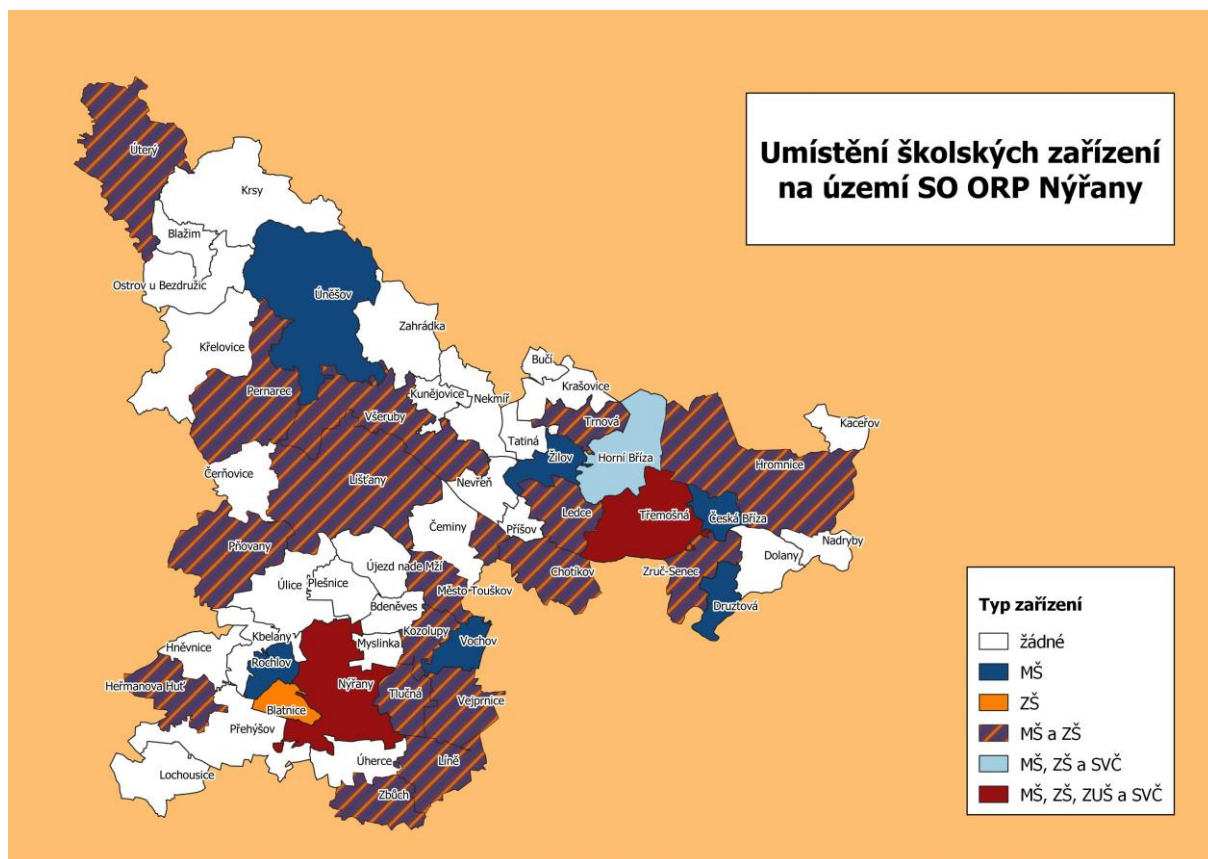 Umístění školských zařízení
na území SO ORP Nýřany
Úterý
Krsy
Blažim
Ostrov u Bezdružic
Úněšov
Zahrádka
Křelovice
Bučí
Krašovice
Kunějovice
Nekmíř
Pernarec
Všeruby
Trnová
Kaceřov
Tatiná
Žilov
Horní Bříza
Hromnice
Čerňovice
Líšťany
Nevřeň
Ledce
Třemošná
Česká Bříza
Čeminy
Příšov
Nadryby
Dolany
Pňovany
Újezd nade Mží
Chotíkov
Zruč-Senec
Úlice
Plešnice
Město Touškov
Bdeněves
Druztová
Kbelany
Kozolupy
Hněvnice
Myslinka
Vochov
Rochlov
Heřmanova Huť
Nýřany
Tlučná
Vejprnice
Blatnice
Přehýšov
Úherce
Líně
Lochousice
Zbůch
Typ zařízení
žádné
MŠ
ZŠ
MŠ a ZŠ
MŠ, ZŠ a SVČ
MŠ, ZŠ, ZUŠ a SVČ